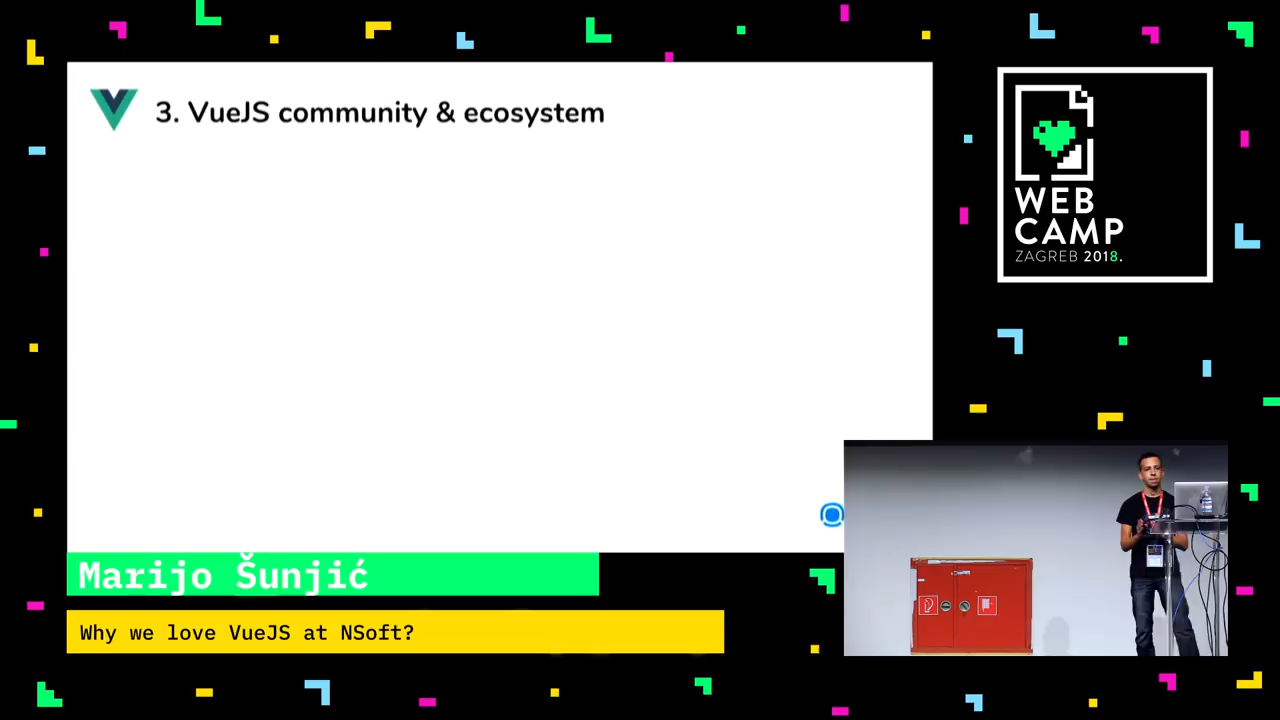 3. VueJS community & ecosystem
WEB
CAMP
ZAGREB 2018.
Marijo Šunjić
Why we love VueJS at NSoft?